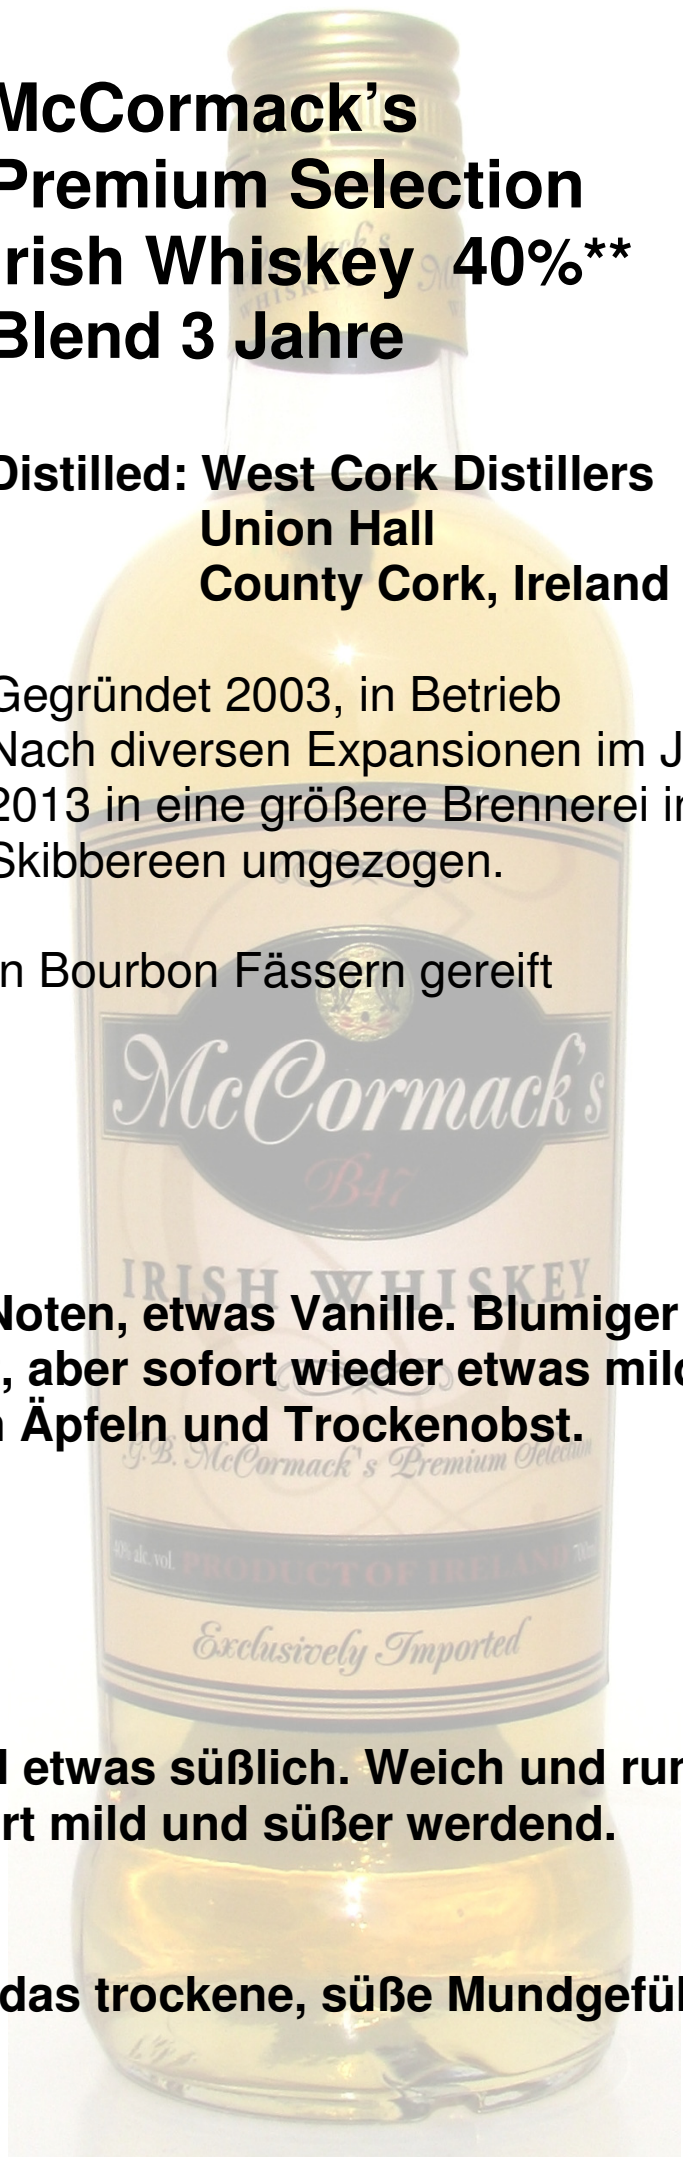 McCormack's
Premium Selection
Irish Whiskey 40%**
Blend 3 Jahre
Distilled: West Cork Distillers
Union Hall
County Cork, Ireland
Gegründet 2003, in Betrieb
Nach diversen Expansionen im J
2013 in eine größere Brennerei in
Skibbereen umgezogen.
In Bourbon Fässern gereift
McCormack's
B47
IRISH WHISKEY
Noten, etwas Vanille. Blumiger
, aber sofort wieder etwas mild
n Äpfeln und Trockenobst.
G.B. McCormack's Premium Selection
40% alc. vol. PRODUCT OF IRELAND 700ml
Exclusively Imported
etwas süßlich. Weich und run
rt mild und süßer werdend.
das trockene, süße Mundgefüh